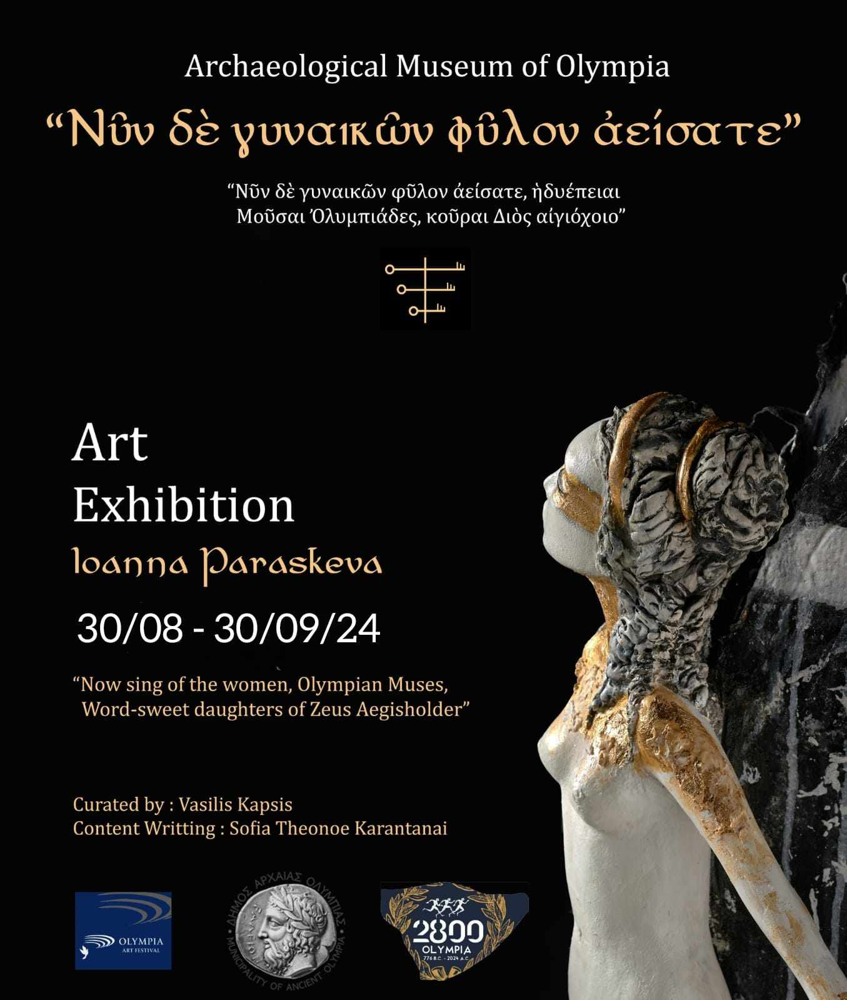 Archaeological Museum of Olympia
“Νῦν δὲ γυναικῶν φῦλον ἀείσατε”
“Νῦν δὲ γυναικῶν φῦλον ἀείσατε, ἡδυέπειαι
Μοῦσαι Ὀλυμπιάδες, κοῦραι Διὸς αἰγιόχοιο”
Art
Exhibition
Ioanna Paraskeva
30/08 - 30/09/24
“Now sing of the women, Olympian Muses,
Word-sweet daughters of Zeus Aegisholder”
Curated by : Vasilis Kapsis
Content Writting : Sofia Theonoe Karantanai
OLYMPIA
ART FESTIVAL
ΔΗΜΟΣ ΑΡΧΑΙΑΣ ΟΛΥΜΠΙΑΣ
MUNICIPALITY OF ANCIENT OLYMPIA
2800
OLYMPIA
776 B.C. - 2024 A.C.